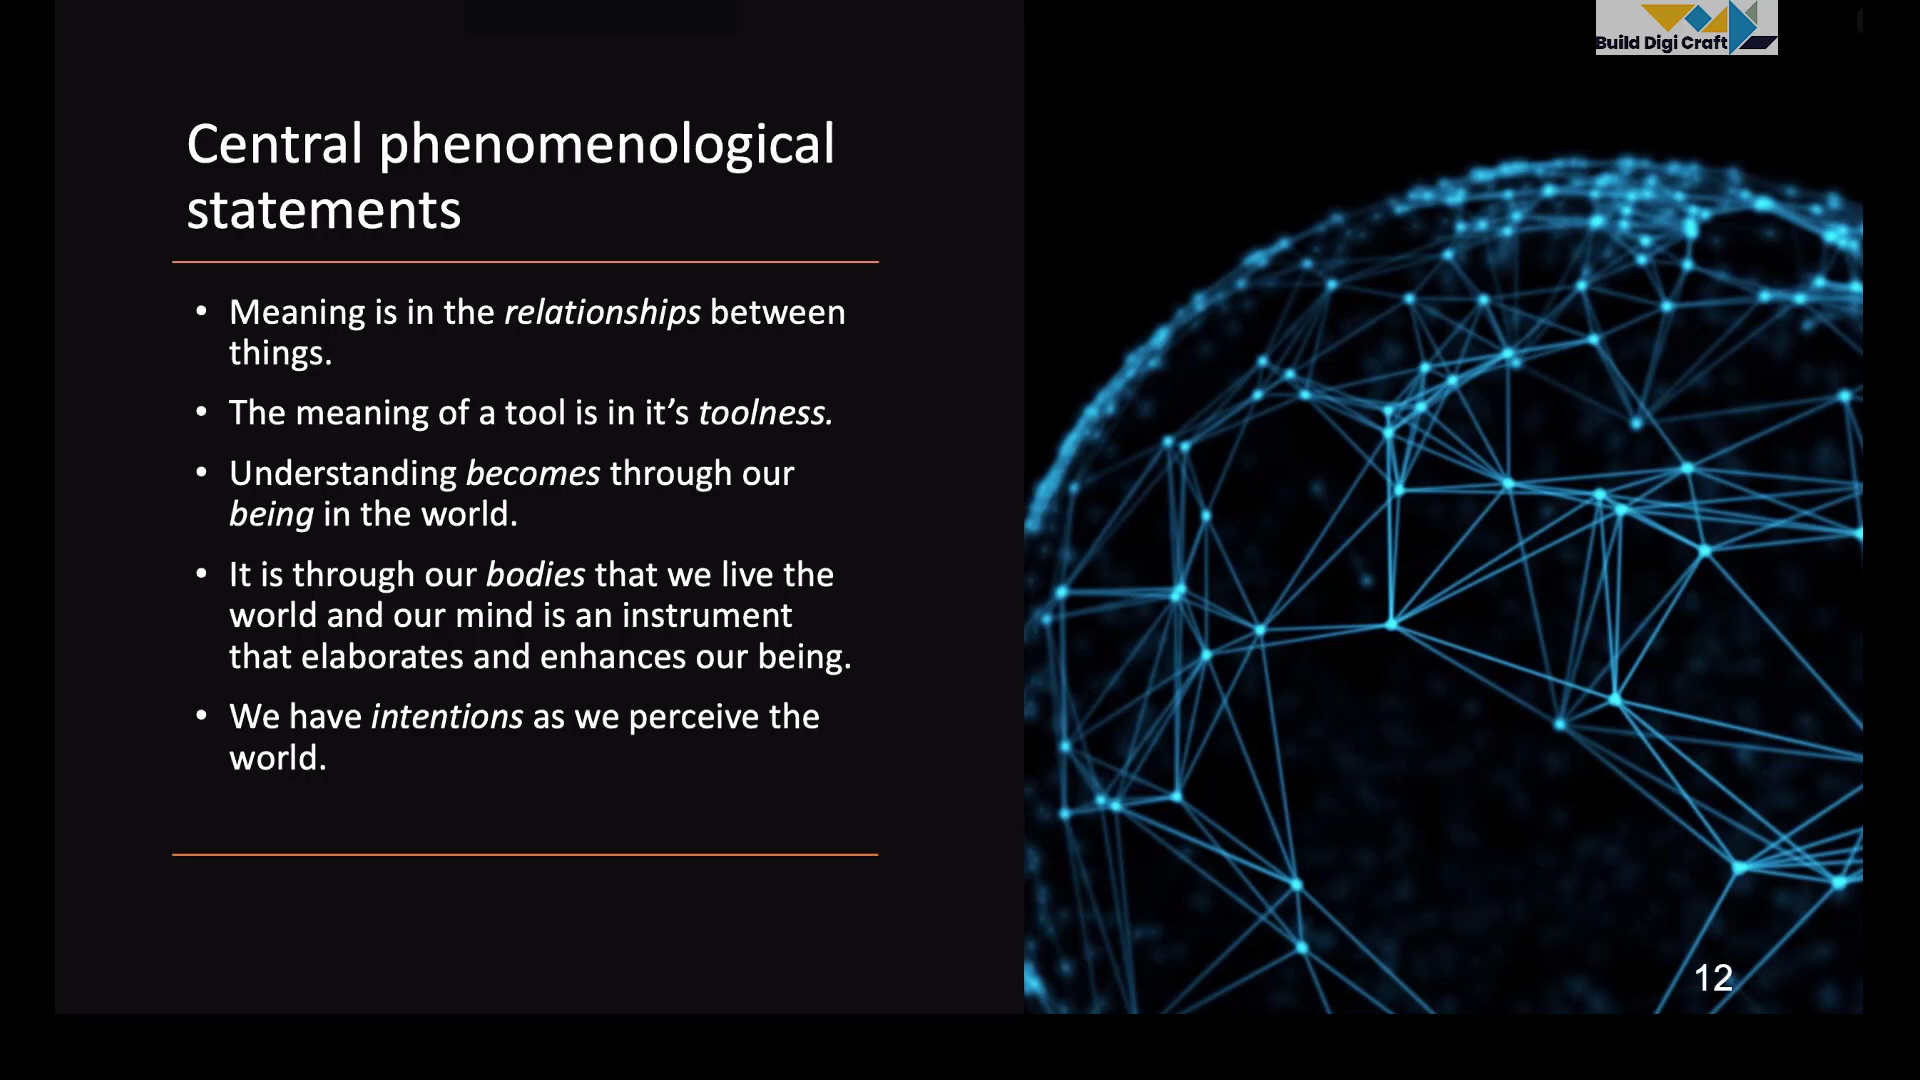 Build Digi Craft
Central phenomenological
statements
• Meaning is in the relationships between
things.
• The meaning of a tool is in it’s toolness.
• Understanding becomes through our
being in the world.
• It is through our bodies that we live the
world and our mind is an instrument
that elaborates and enhances our being.
• We have intentions as we perceive the
world.
12